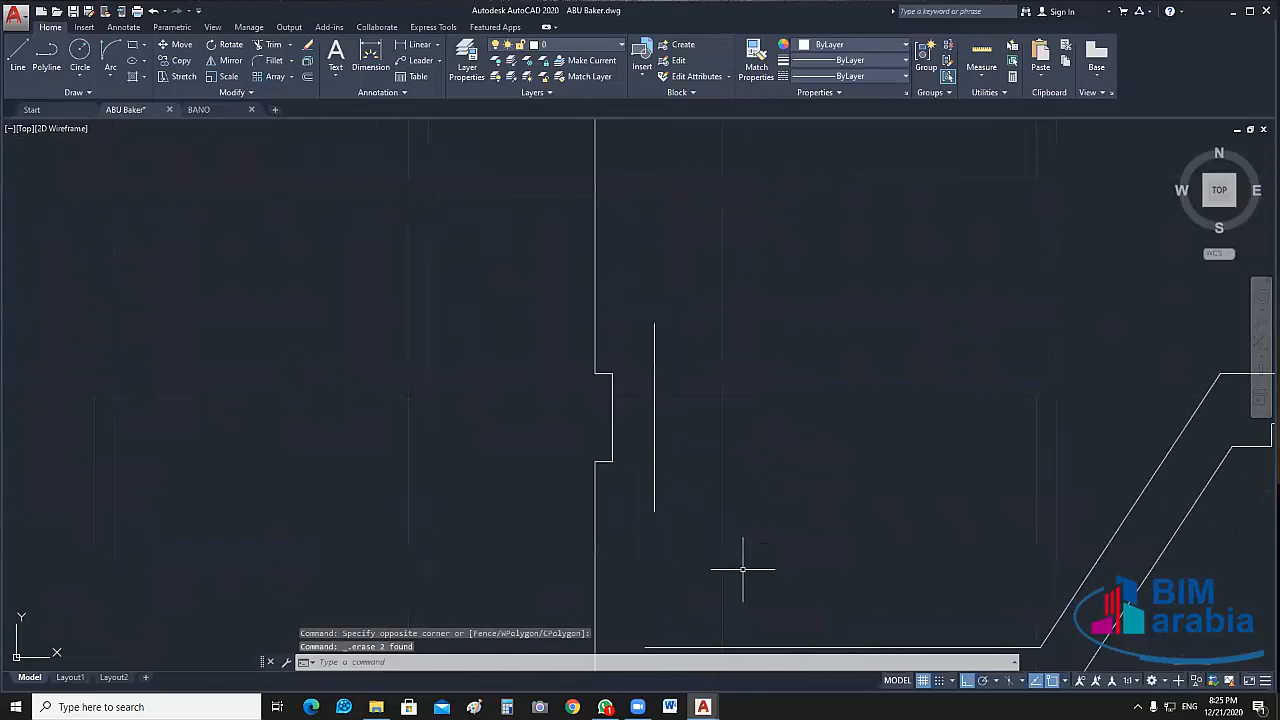 Autodesk AutoCAD 2020 ABU Baker.dwg
Type a keyword or phrase
Sign In
Home Insert Annotate Parametric View Manage Output Add-ins Collaborate Express Tools Featured Apps
Line Polyline Circle Arc
Move Rotate Trim
Copy Mirror Fillet
Stretch Scale Array
Text Dimension
Linear
Leader
Table
Layer Properties
0
Make Current
Match Layer
Insert
Create
Edit
Edit Attributes
Match Properties
ByLayer
ByLayer
ByLayer
Group
Measure
Paste
Base
Draw Modify Annotation Layers Block Properties Groups Utilities Clipboard View
Start ABU Baker* BANO
[−][Top][2D Wireframe]
N
W TOP E
S
WCS
BIM
arabia
Y
X
Command: Specify opposite corner or [Fence/WPolygon/CPolygon]:
Command: _.erase 2 found
Type a command
Model Layout1 Layout2
MODEL
1:1
Type here to search
1
W
A
ENG
8:25 PM
12/21/2020